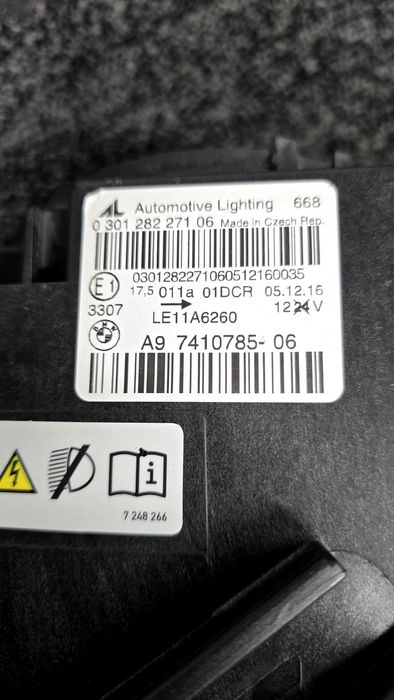 AL Automotive Lighting 668
0 301 282 271 06 Made in Czech Rep.
0301282271060512160035
E1 17,5 011a 01DCR 05.12.16
3307 LE11A6260 12 24 V
BMW
A9 7410785- 06
i
7 248 266